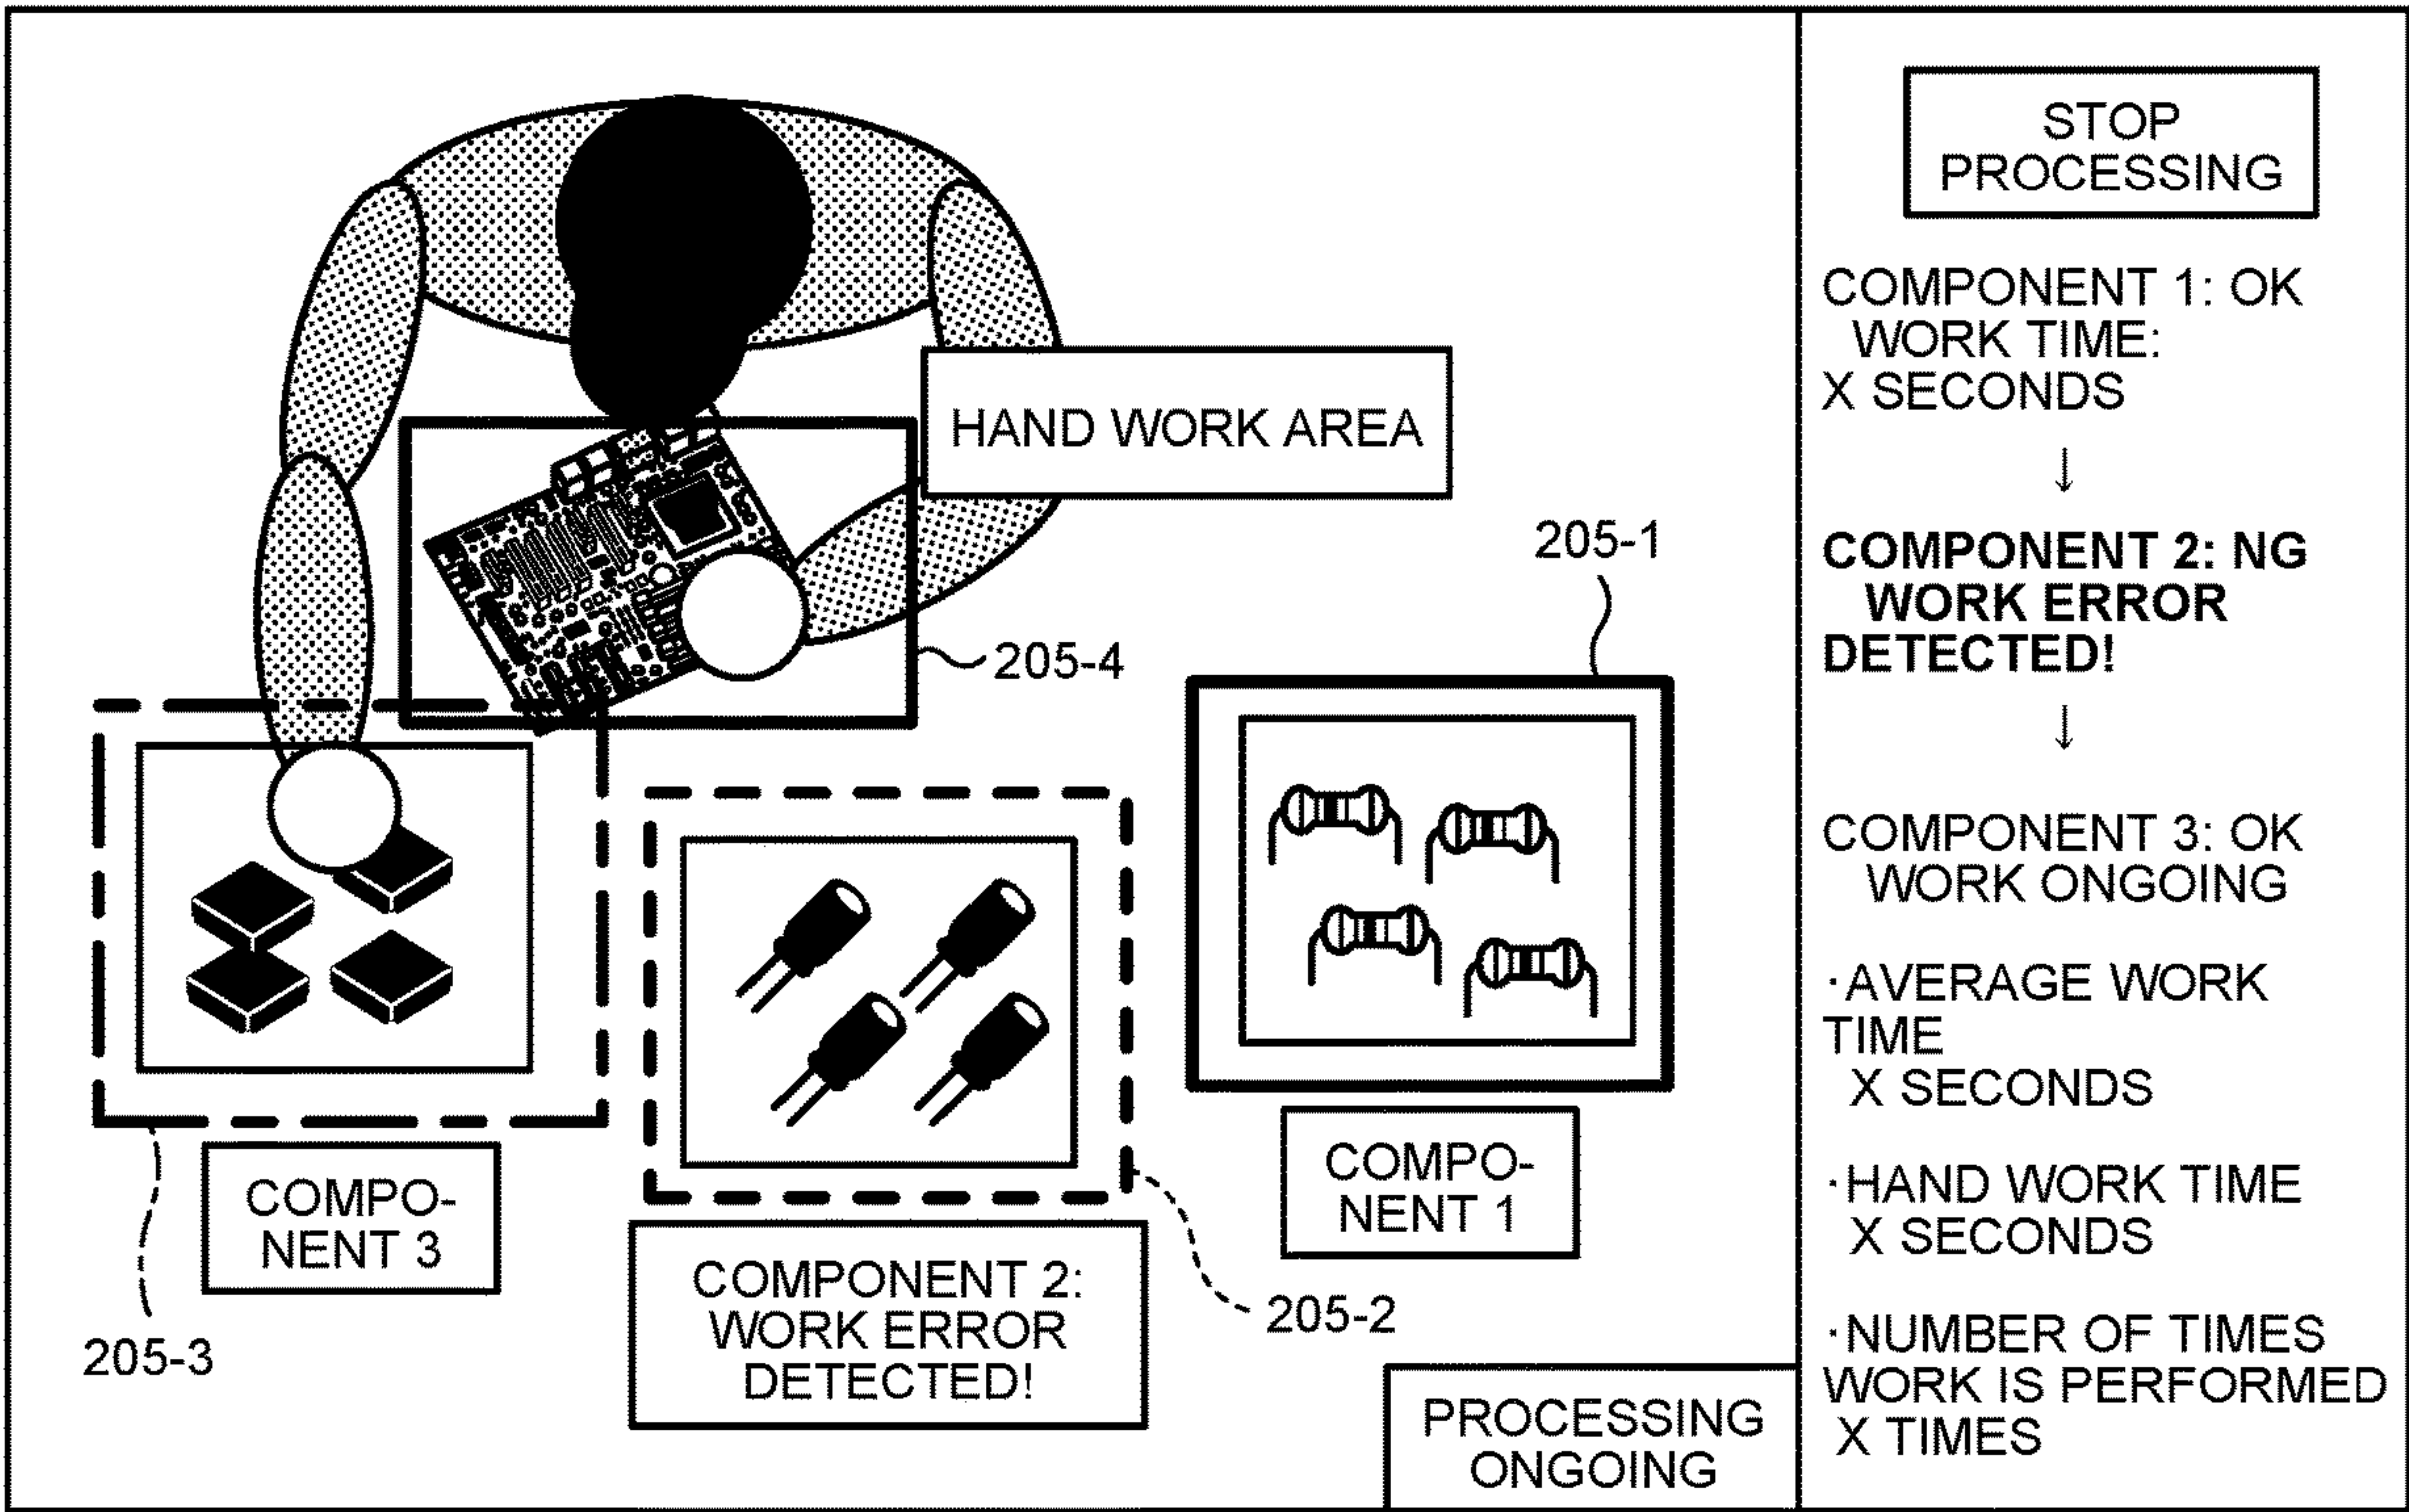 HAND WORK AREA
205-1
205-4
COMPO-
NENT 3
205-3
COMPONENT 2:
WORK ERROR
DETECTED!
205-2
COMPO-
NENT 1
PROCESSING
ONGOING
STOP
PROCESSING
COMPONENT 1: OK
WORK TIME:
X SECONDS
↓
COMPONENT 2: NG
WORK ERROR
DETECTED!
↓
COMPONENT 3: OK
WORK ONGOING
·AVERAGE WORK
TIME
X SECONDS
·HAND WORK TIME
X SECONDS
·NUMBER OF TIMES
WORK IS PERFORMED
X TIMES